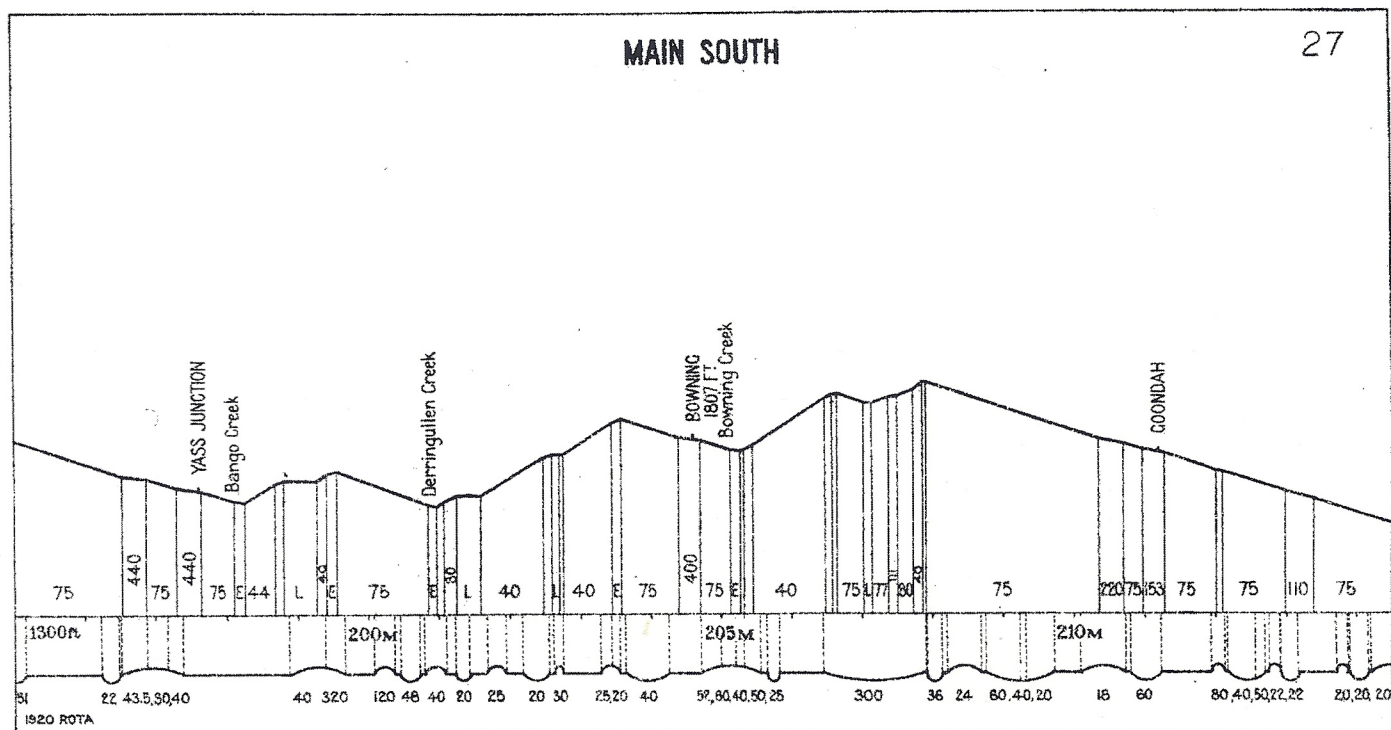 MAIN SOUTH
27
YASS JUNCTION
Bango Creek
Derringullen Creek
BOWNING
1807 FT
Bowning Creek
GOONDAH
75 440 75 440 75 E 44 L 40 E 75 E 80 L 40 L 40 E 75 400 75 E 40 75 L 77 111 80 40 75 220 75 153 75 75 110 75
1300ft 200M 205M 210M
51 22 43.5,30,40 40 320 120 48 40 20 25 20 30 25,20 40 57,60,40,50,25 300 36 24 60,40,20 18 60 80,40,50,22,22 20,20,20
1920 ROTA